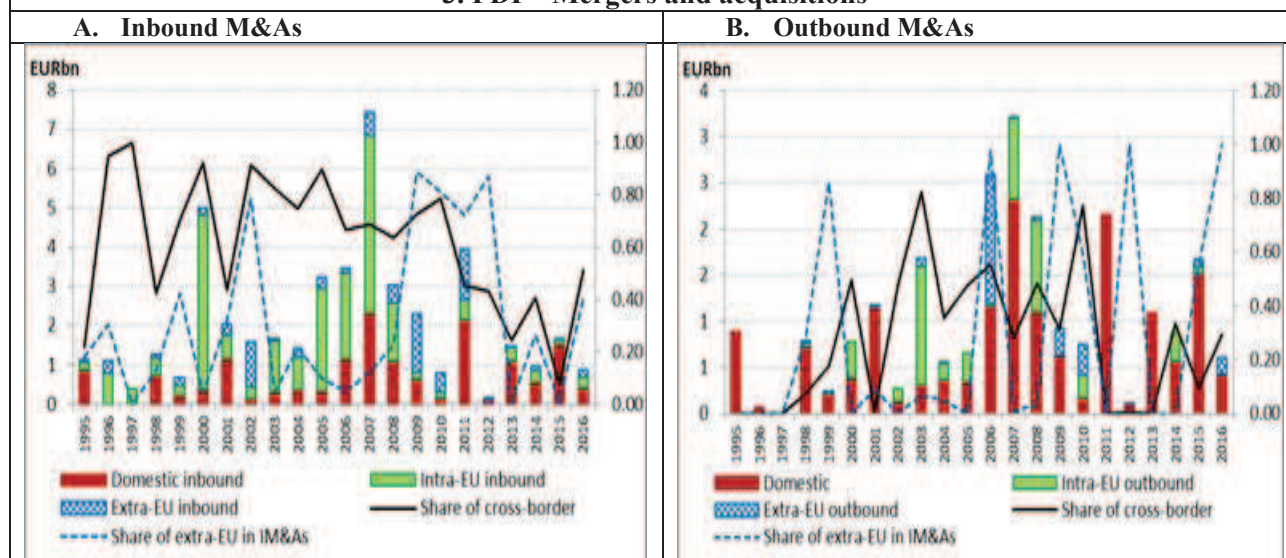 Mergers and acquisitions
A. Inbound M&As
EURbn
8
7
6
5
4
3
2
1
0
1.20
1.00
0.80
0.60
0.40
0.20
0.00
1995 1996 1997 1998 1999 2000 2001 2002 2003 2004 2005 2006 2007 2008 2009 2010 2011 2012 2013 2014 2015 2016
Domestic inbound Intra-EU inbound
Extra-EU inbound Share of cross-border
Share of extra-EU in IM&As
B. Outbound M&As
EURbn
4
3
3
2
2
1
1
0
1.20
1.00
0.80
0.60
0.40
0.20
0.00
1995 1996 1997 1998 1999 2000 2001 2002 2003 2004 2005 2006 2007 2008 2009 2010 2011 2012 2013 2014 2015 2016
Domestic Intra-EU outbound
Extra-EU outbound Share of cross-border
Share of extra-EU in IM&As